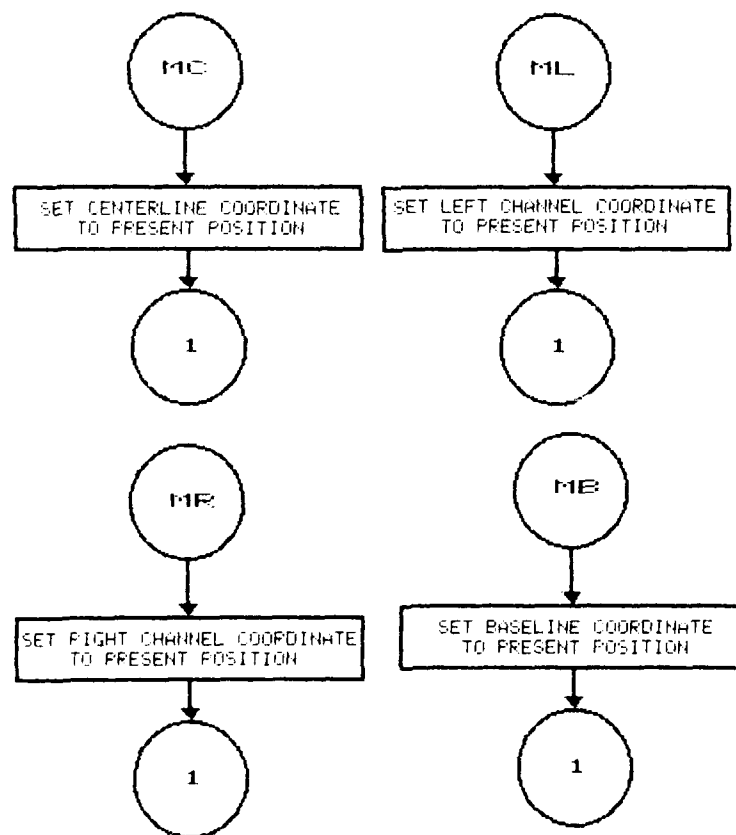 MC
SET CENTERLINE COORDINATE
TO PRESENT POSITION
1
ML
SET LEFT CHANNEL COORDINATE
TO PRESENT POSITION
1
MR
SET RIGHT CHANNEL COORDINATE
TO PRESENT POSITION
1
MB
SET BASELINE COORDINATE
TO PRESENT POSITION
1